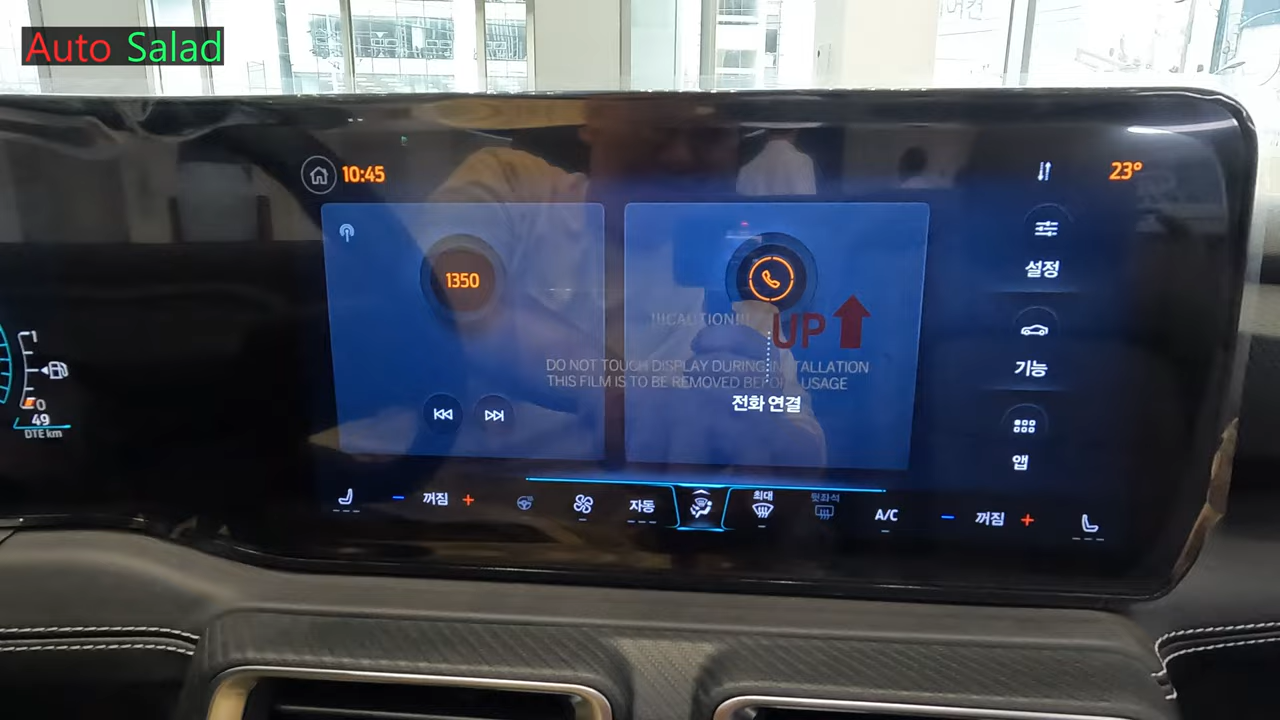 Auto Salad
10:45
23°
설정
1350
!!!CAUTION!!!
UP
기능
1
0
49
DTE km
DO NOT TOUCH DISPLAY DURING INSTALLATION
THIS FILM IS TO BE REMOVED BEFORE USAGE
전화 연결
앱
꺼짐
자동
최대
뒷좌석
A/C
꺼짐